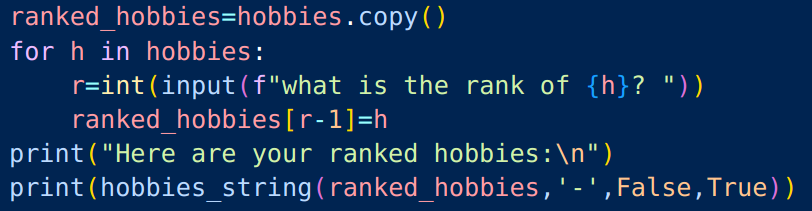 ranked_hobbies=hobbies.copy()
for h in hobbies:
    r=int(input(f"what is the rank of {h}? "))
    ranked_hobbies[r-1]=h
print("Here are your ranked hobbies:\n")
print(hobbies_string(ranked_hobbies,'-',False,True))